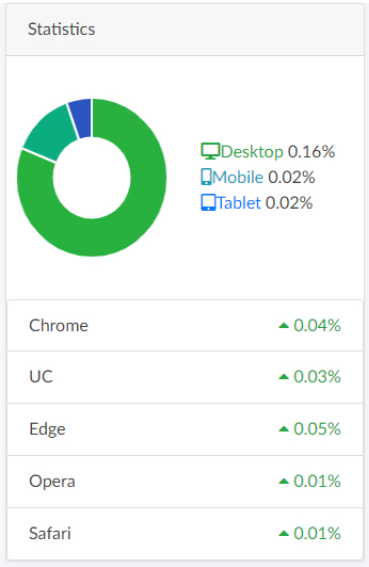 Statistics
Desktop 0.16%
Mobile 0.02%
Tablet 0.02%
Chrome 0.04%
UC 0.03%
Edge 0.05%
Opera 0.01%
Safari 0.01%